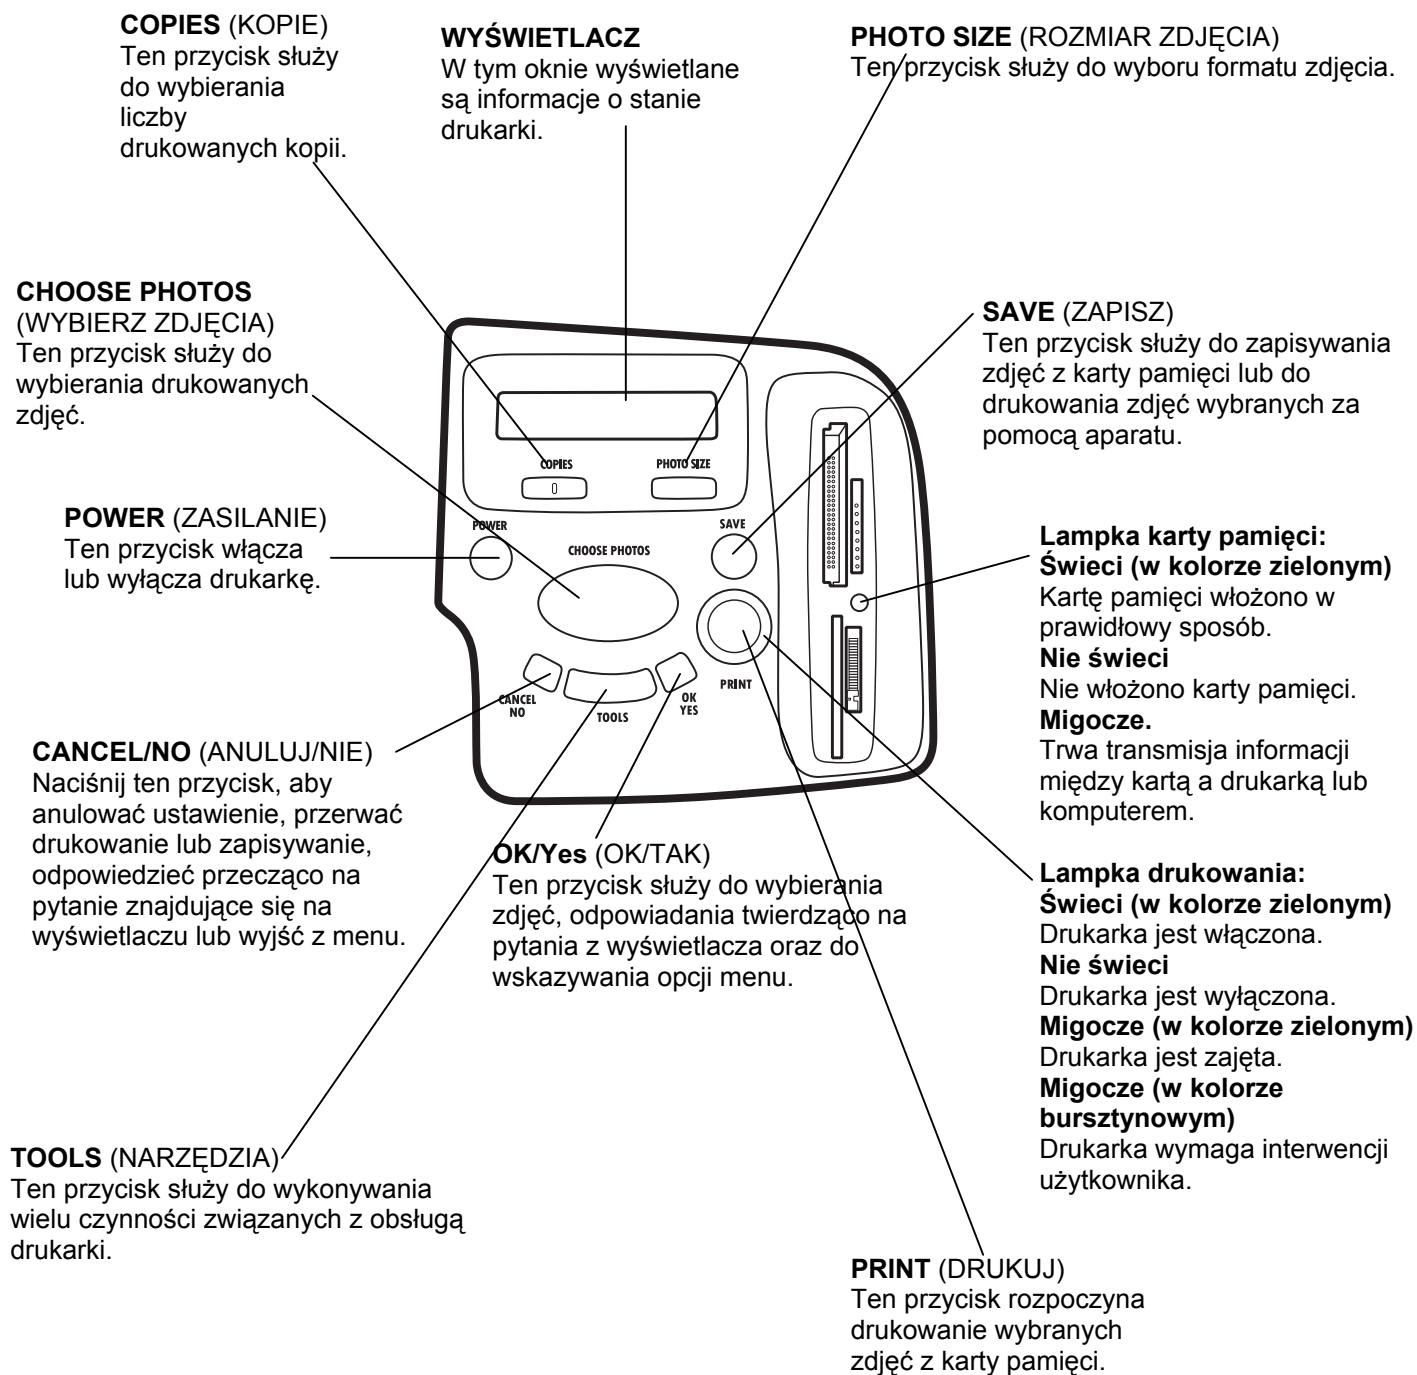 COPIES (KOPIE)
Ten przycisk służy
do wybierania
liczby
drukowanych kopii.
WYŚWIETLACZ
W tym oknie wyświetlane
są informacje o stanie
drukarki.
PHOTO SIZE (ROZMIAR ZDJĘCIA)
Ten przycisk służy do wyboru formatu zdjęcia.
CHOOSE PHOTOS
(WYBIERZ ZDJĘCIA)
Ten przycisk służy do
wybierania drukowanych
zdjęć.
SAVE (ZAPISZ)
Ten przycisk służy do zapisywania
zdjęć z karty pamięci lub do
drukowania zdjęć wybranych za
pomocą aparatu.
POWER (ZASILANIE)
Ten przycisk włącza
lub wyłącza drukarkę.
COPIES
PHOTO SIZE
0
POWER
SAVE
CHOOSE PHOTOS
CANCEL
NO
TOOLS
OK
YES
PRINT
Lampka karty pamięci:
Świeci (w kolorze zielonym)
Kartę pamięci włożono w
prawidłowy sposób.
Nie świeci
Nie włożono karty pamięci.
Migocze.
Trwa transmisja informacji
między kartą a drukarką lub
komputerem.
CANCEL/NO (ANULUJ/NIE)
Naciśnij ten przycisk, aby
anulować ustawienie, przerwać
drukowanie lub zapisywanie,
odpowiedzieć przecząco na
pytanie znajdujące się na
wyświetlaczu lub wyjść z menu.
OK/Yes (OK/TAK)
Ten przycisk służy do wybierania
zdjęć, odpowiadania twierdząco na
pytania z wyświetlacza oraz do
wskazywania opcji menu.
Lampka drukowania:
Świeci (w kolorze zielonym)
Drukarka jest włączona.
Nie świeci
Drukarka jest wyłączona.
Migocze (w kolorze zielonym)
Drukarka jest zajęta.
Migocze (w kolorze
bursztynowym)
Drukarka wymaga interwencji
użytkownika.
TOOLS (NARZĘDZIA)
Ten przycisk służy do wykonywania
wielu czynności związanych z obsługą
drukarki.
PRINT (DRUKUJ)
Ten przycisk rozpoczyna
drukowanie wybranych
zdjęć z karty pamięci.